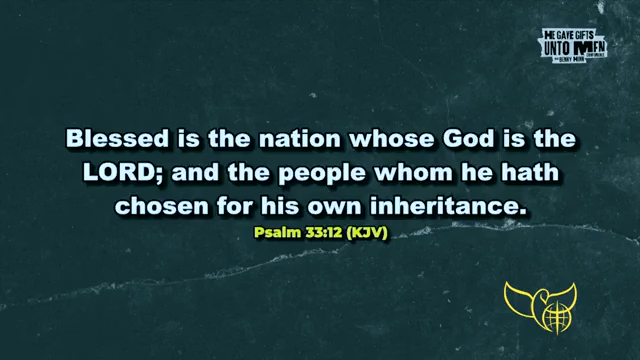 HE GAVE GIFTS
UNTO MEN
Blessed is the nation whose God is the
LORD; and the people whom he hath
chosen for his own inheritance.
Psalm 33:12 (KJV)